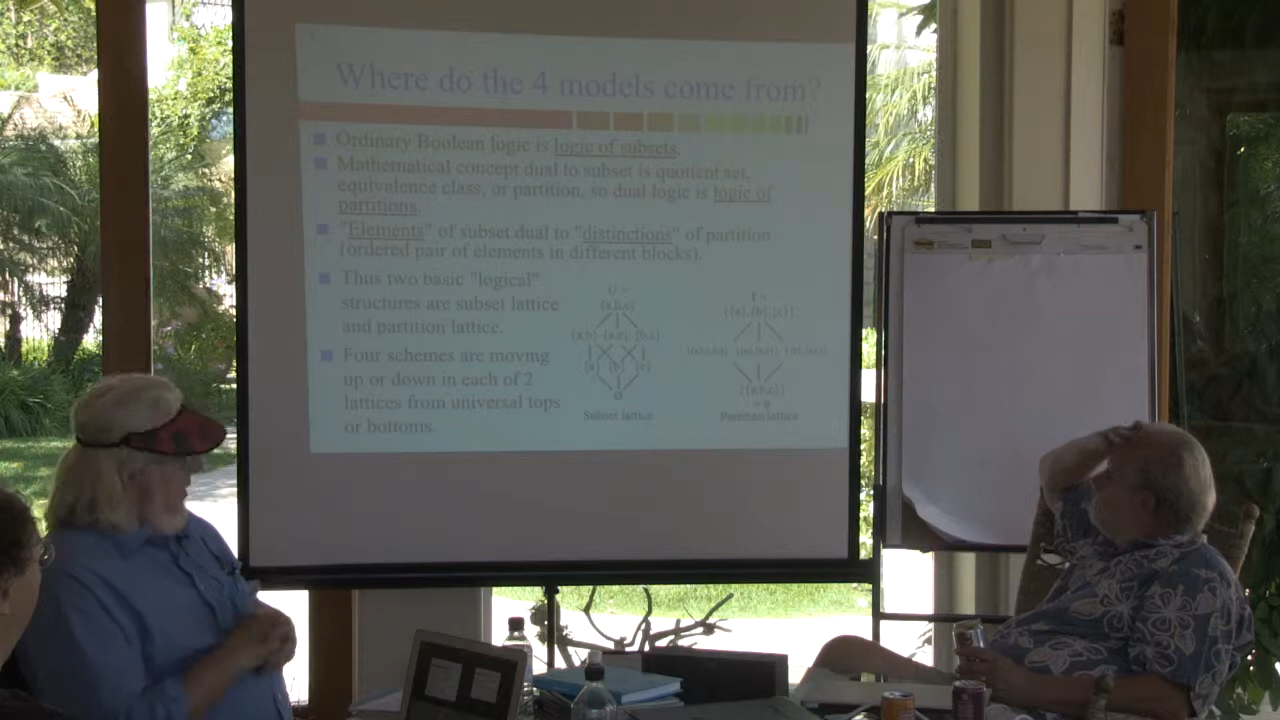 Where do the 4 models come from?
Ordinary Boolean logic is logic of subsets.
Mathematical concept dual to subset is quotient set,
equivalence class, or partition, so dual logic is logic of
partitions.
"Elements" of subset dual to "distinctions" of partition
(ordered pair of elements in different blocks).
Thus two basic "logical"
structures are subset lattice
and partition lattice.
Four schemes are moving
up or down in each of 2
lattices from universal tops
or bottoms.
U =
{a,b,c}
{a,b} {a,c} {b,c}
{a} {b} {c}
Ø
Subset lattice
{{a}, {b}, {c}}
{{a,b,c}}
Partition lattice